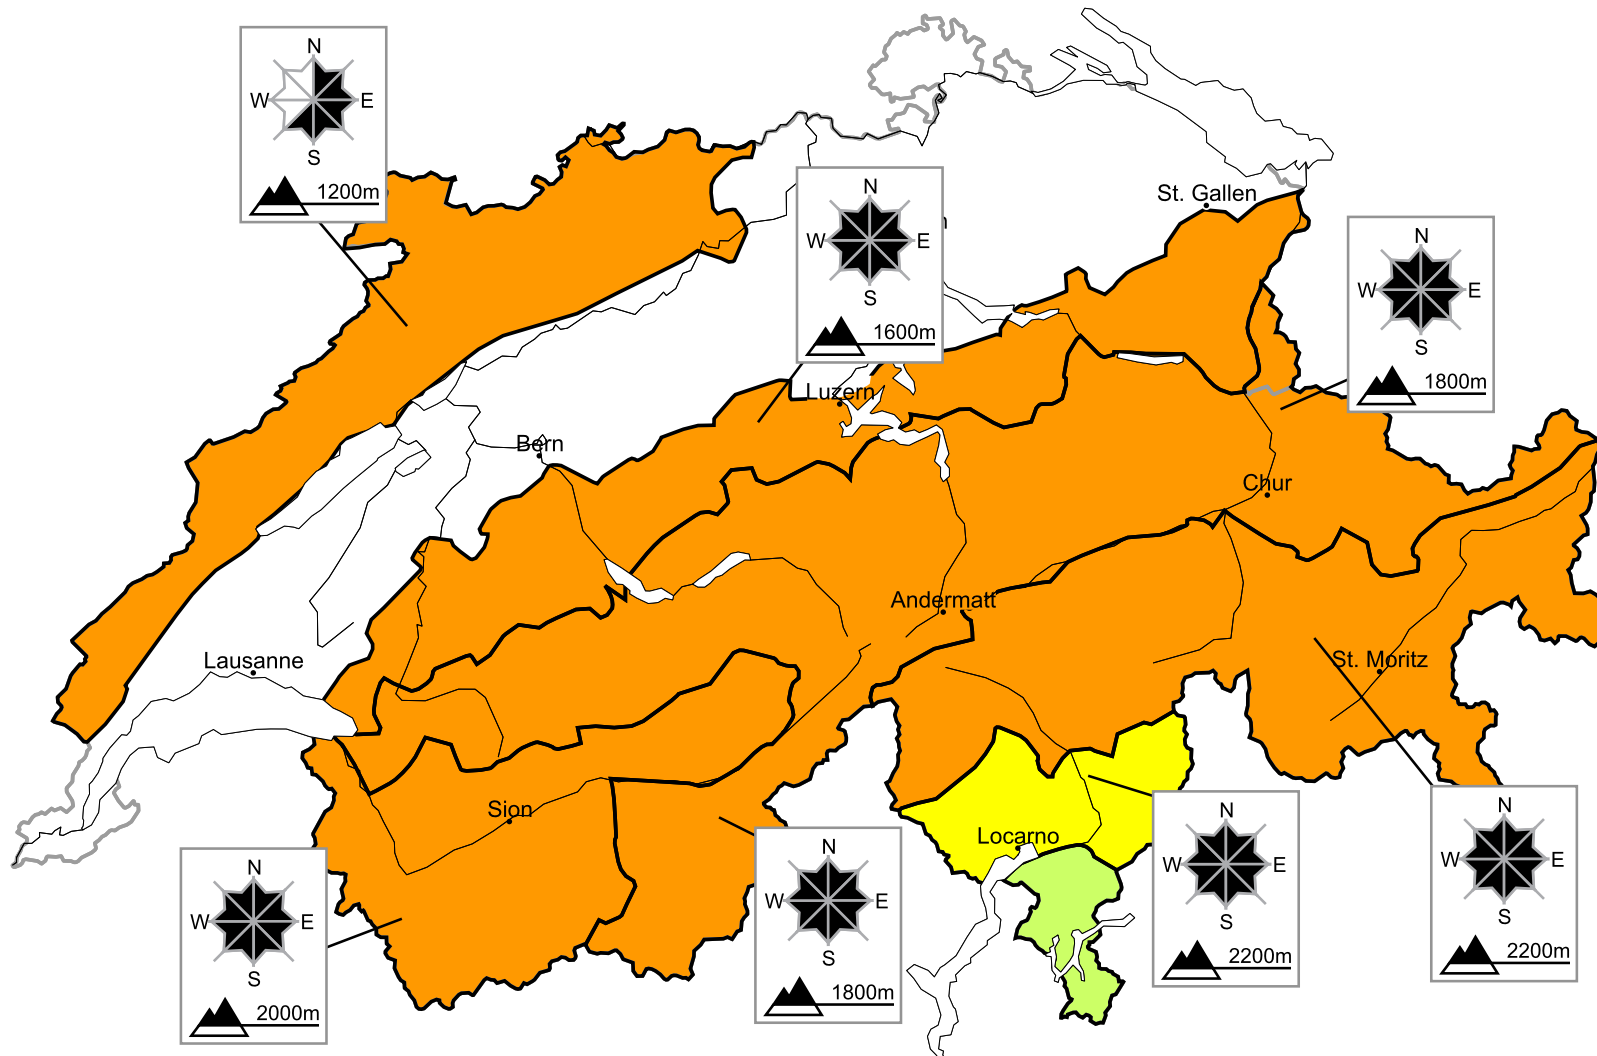 N
W E
S
1200m
N
W E
S
1600m
n
St. Gallen
N
W E
S
1800m
Luzern
Bern
Chur
Andermatt
Lausanne
St. Moritz
Sion
Locarno
N
W E
S
2000m
N
W E
S
1800m
N
W E
S
2200m
N
W E
S
2200m